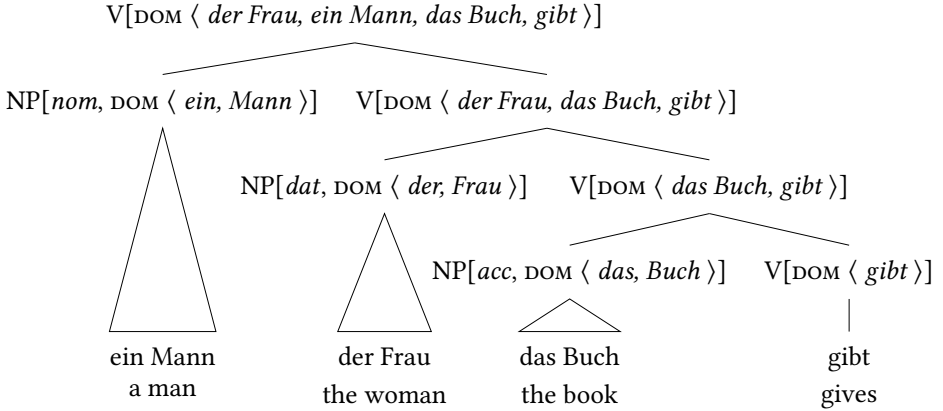 V[DOM ⟨ der Frau, ein Mann, das Buch, gibt ⟩]
NP[nom, DOM ⟨ ein, Mann ⟩] V[DOM ⟨ der Frau, das Buch, gibt ⟩]
NP[dat, DOM ⟨ der, Frau ⟩] V[DOM ⟨ das Buch, gibt ⟩]
NP[acc, DOM ⟨ das, Buch ⟩] V[DOM ⟨ gibt ⟩]
ein Mann der Frau das Buch gibt
a man the woman the book gives